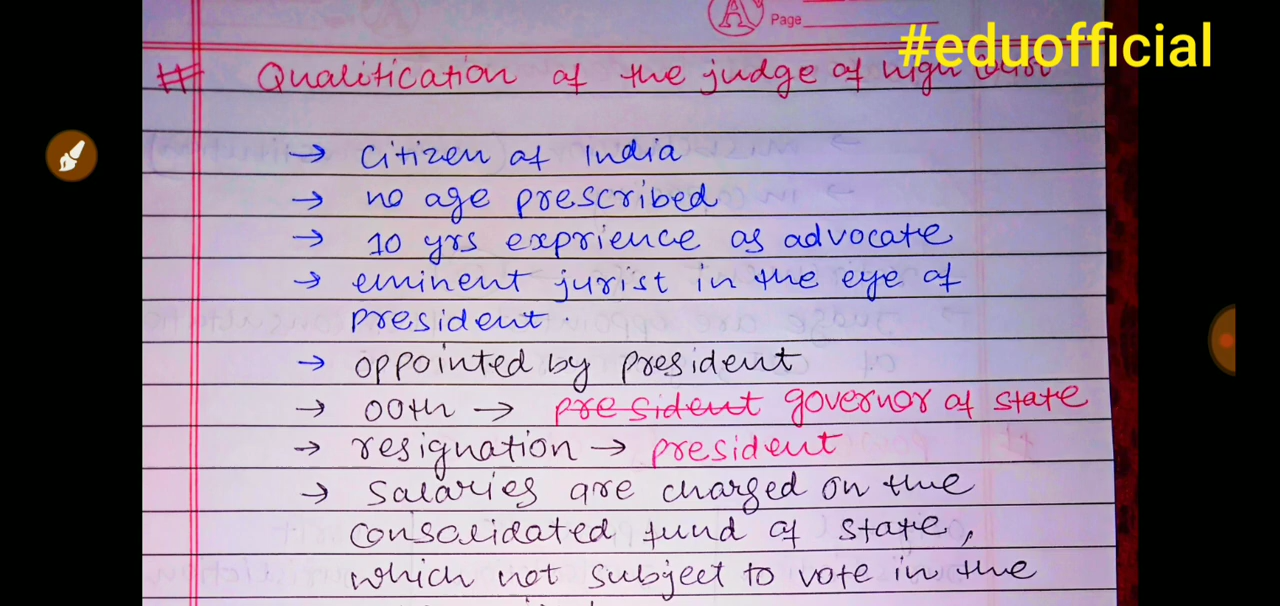 Page
#eduofficial
# Qualification of the judge of high court
→ citizen of India
→ no age prescribed
→ 10 yrs exprience as advocate
→ eminent jurist in the eye of
president.
→ oppointed by president
→ OOth → president governor of state
→ resignation → president
→ Salaries are charged on the
consolidated fund of state,
which not subject to vote in the